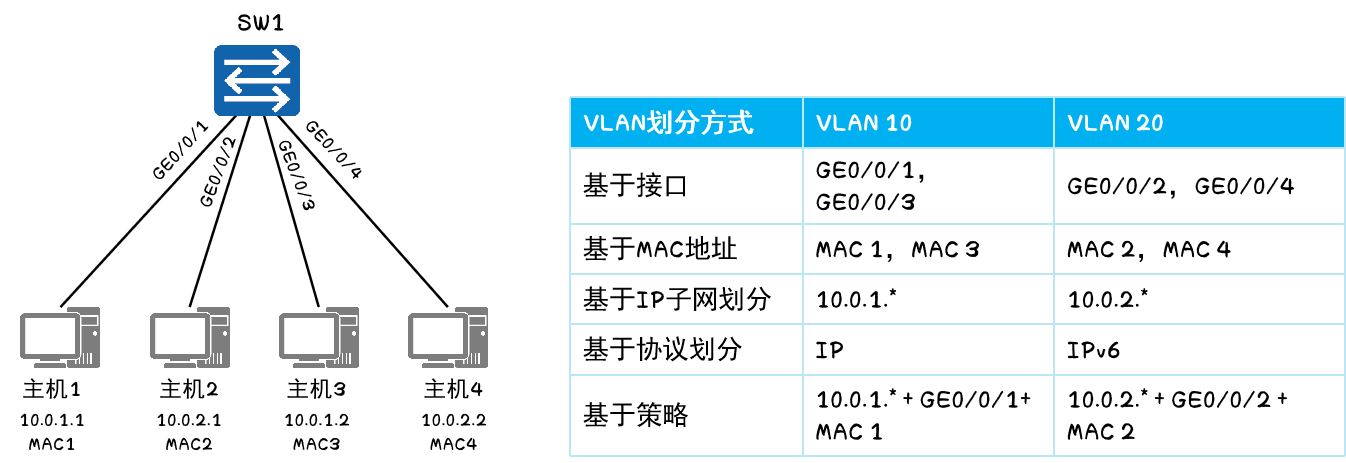 SW1
GE0/0/1
GE0/0/2
GE0/0/3
GE0/0/4
主机1
10.0.1.1
MAC1
主机2
10.0.2.1
MAC2
主机3
10.0.1.2
MAC3
主机4
10.0.2.2
MAC4
VLAN划分方式
VLAN 10
VLAN 20
基于接口
GE0/0/1,
GE0/0/3
GE0/0/2, GE0/0/4
基于MAC地址
MAC 1, MAC 3
MAC 2, MAC 4
基于IP子网划分
10.0.1.*
10.0.2.*
基于协议划分
IP
IPv6
基于策略
10.0.1.* + GE0/0/1+
MAC 1
10.0.2.* + GE0/0/2 +
MAC 2